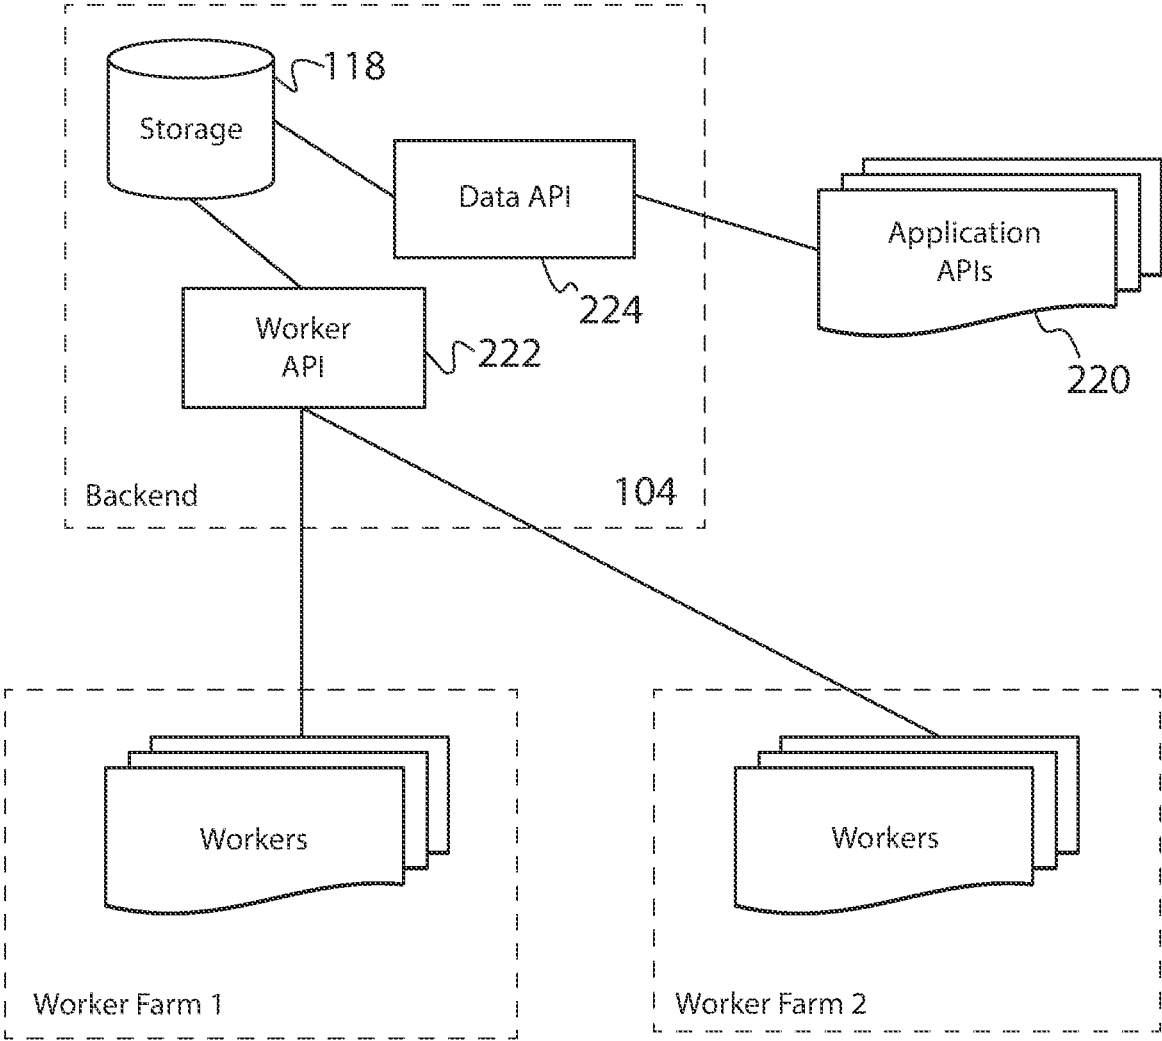 118
Storage
Data API
Application
APIs
224
Worker
API
222
220
Backend
104
Workers
Workers
Worker Farm 1
Worker Farm 2